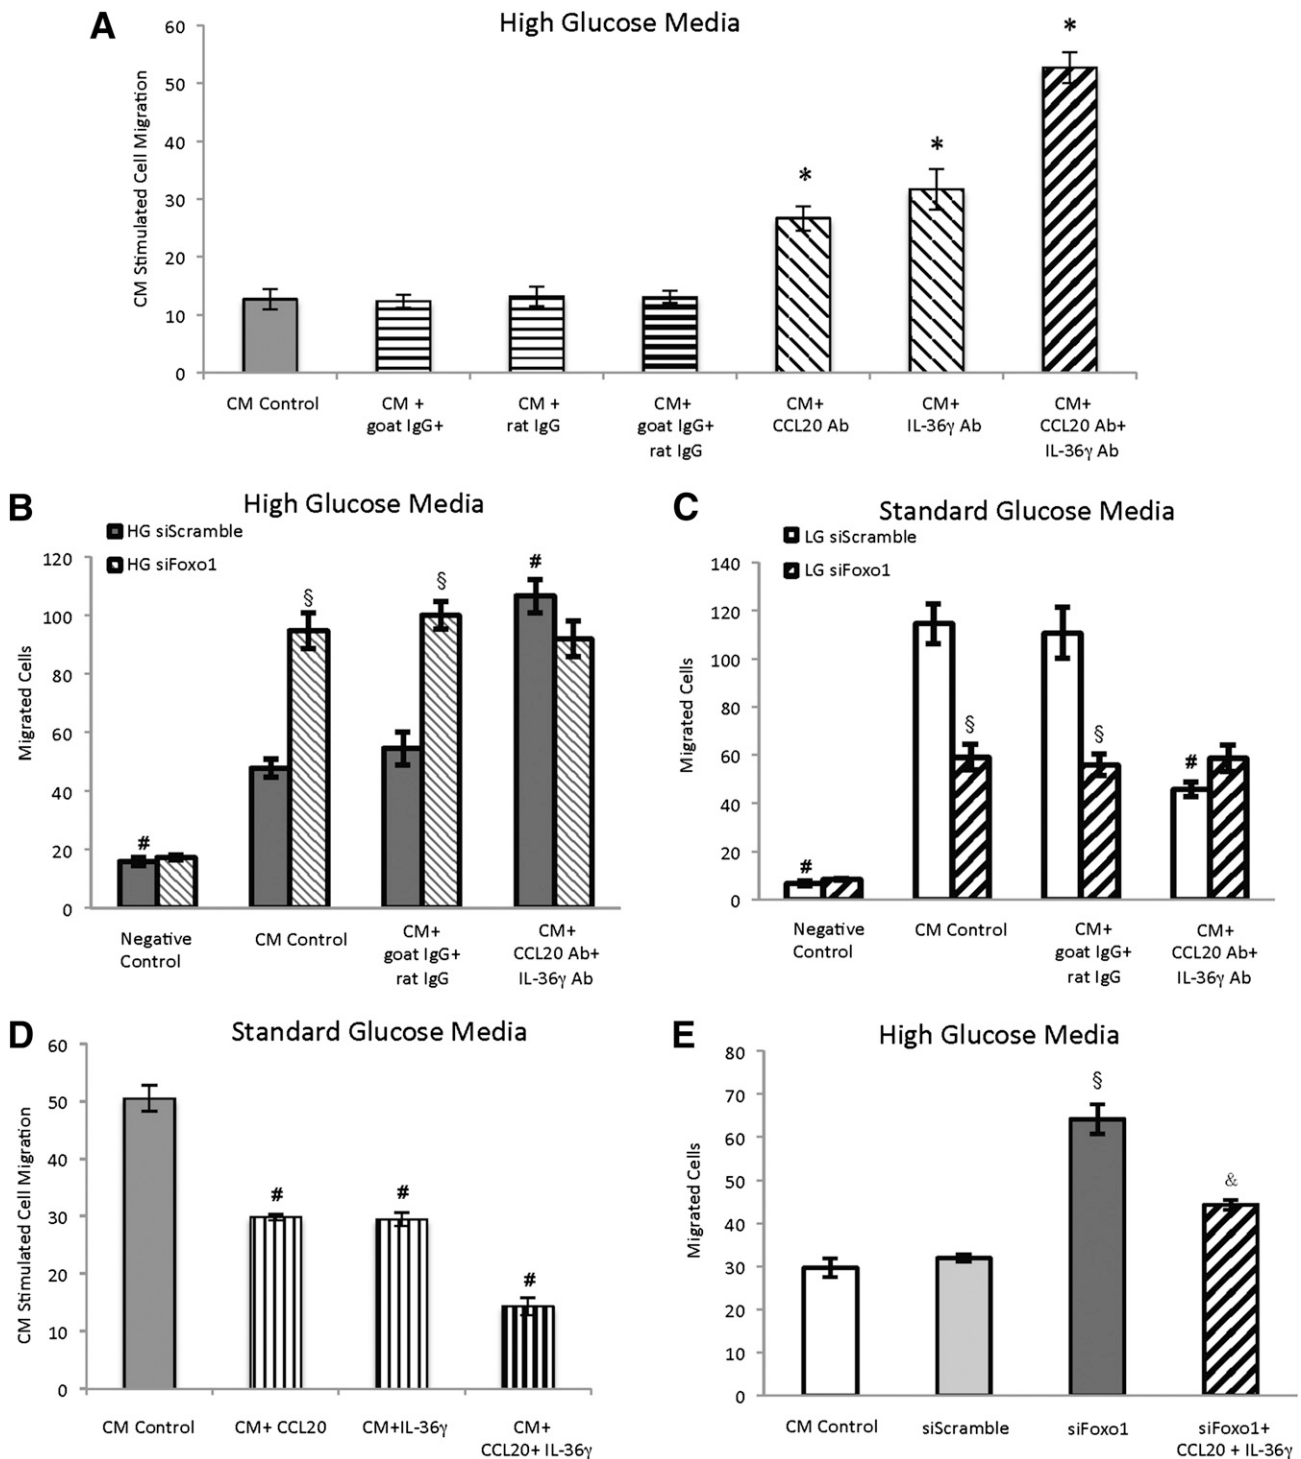 A
High Glucose Media
CM Stimulated Cell Migration
60
50
40
30
20
10
0
*
*
*
CM Control
CM +
goat IgG+
CM +
rat IgG
CM+
goat IgG+
rat IgG
CM+
CCL20 Ab
CM+
IL-36γ Ab
CM+
CCL20 Ab+
IL-36γ Ab
B
High Glucose Media
HG siScramble
HG siFoxo1
Migrated Cells
120
100
80
60
40
20
0
#
§
§
#
Negative
Control
CM Control
CM+
goat IgG+
rat IgG
CM+
CCL20 Ab+
IL-36γ Ab
C
Standard Glucose Media
LG siScramble
LG siFoxo1
Migrated Cells
140
120
100
80
60
40
20
0
#
§
§
#
Negative
Control
CM Control
CM+
goat IgG+
rat IgG
CM+
CCL20 Ab+
IL-36γ Ab
D
Standard Glucose Media
CM Stimulated Cell Migration
60
50
40
30
20
10
0
#
#
#
CM Control
CM+ CCL20
CM+IL-36γ
CM+
CCL20+ IL-36γ
E
High Glucose Media
Migrated Cells
80
70
60
50
40
30
20
10
0
§
&
CM Control
siScramble
siFoxo1
siFoxo1+
CCL20 + IL-36γ